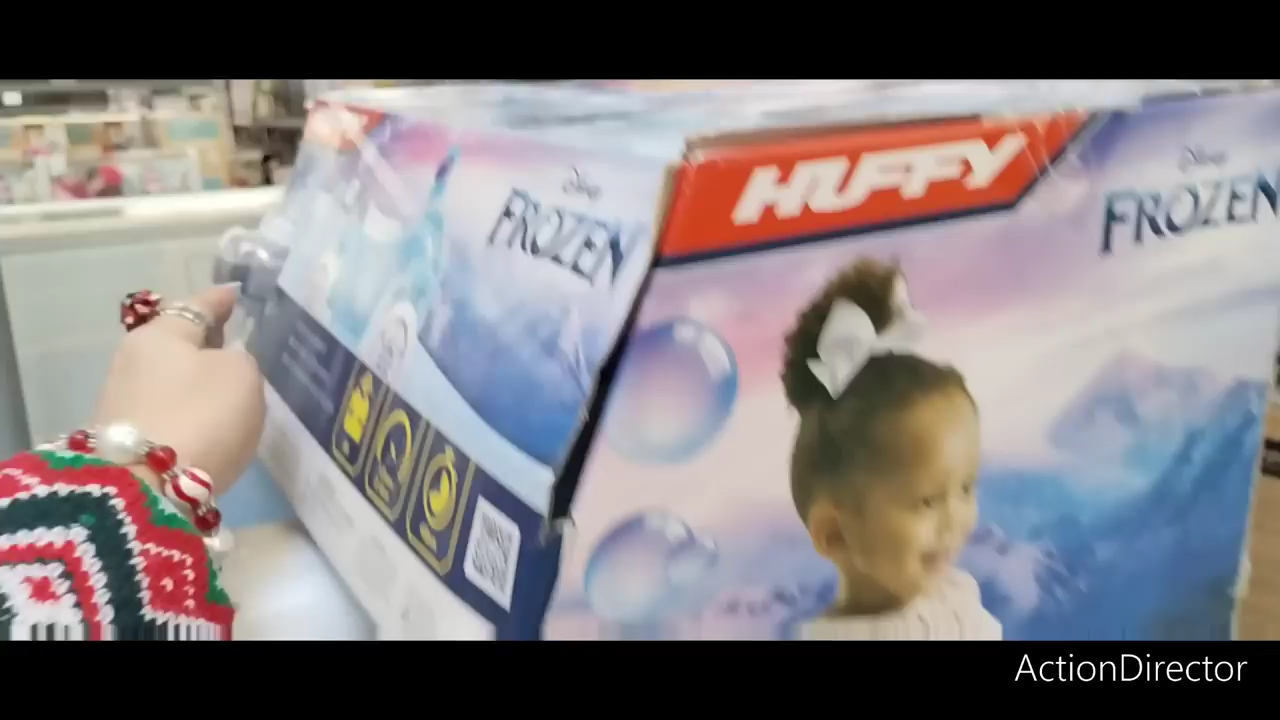 HUFFY
Disney
FROZEN
Disney
FROZEN
ActionDirector